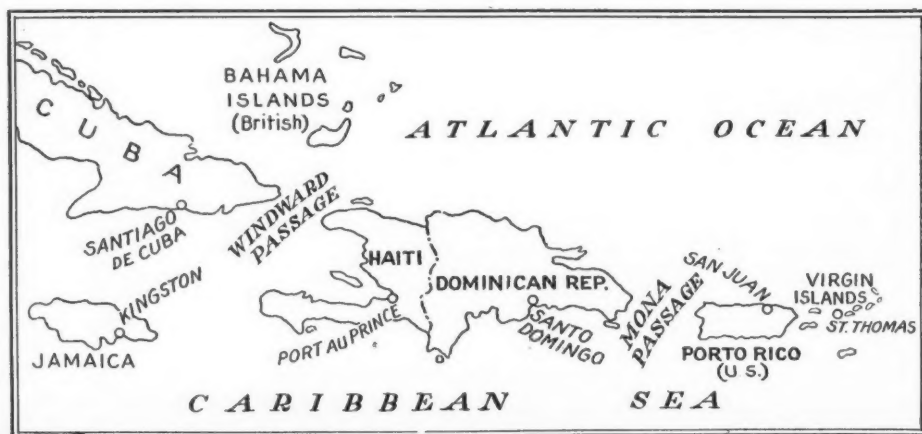 BAHAMA
ISLANDS
(British)
ATLANTIC OCEAN
CUBA
SANTIAGO
DE CUBA
WINDWARD
PASSAGE
HAITI
DOMINICAN REP.
KINGSTON
JAMAICA
PORT AU PRINCE
SANTO
DOMINGO
MONA
PASSAGE
SAN JUAN
VIRGIN
ISLANDS
ST. THOMAS
PORTO RICO
(U S.)
CARIBBEAN SEA